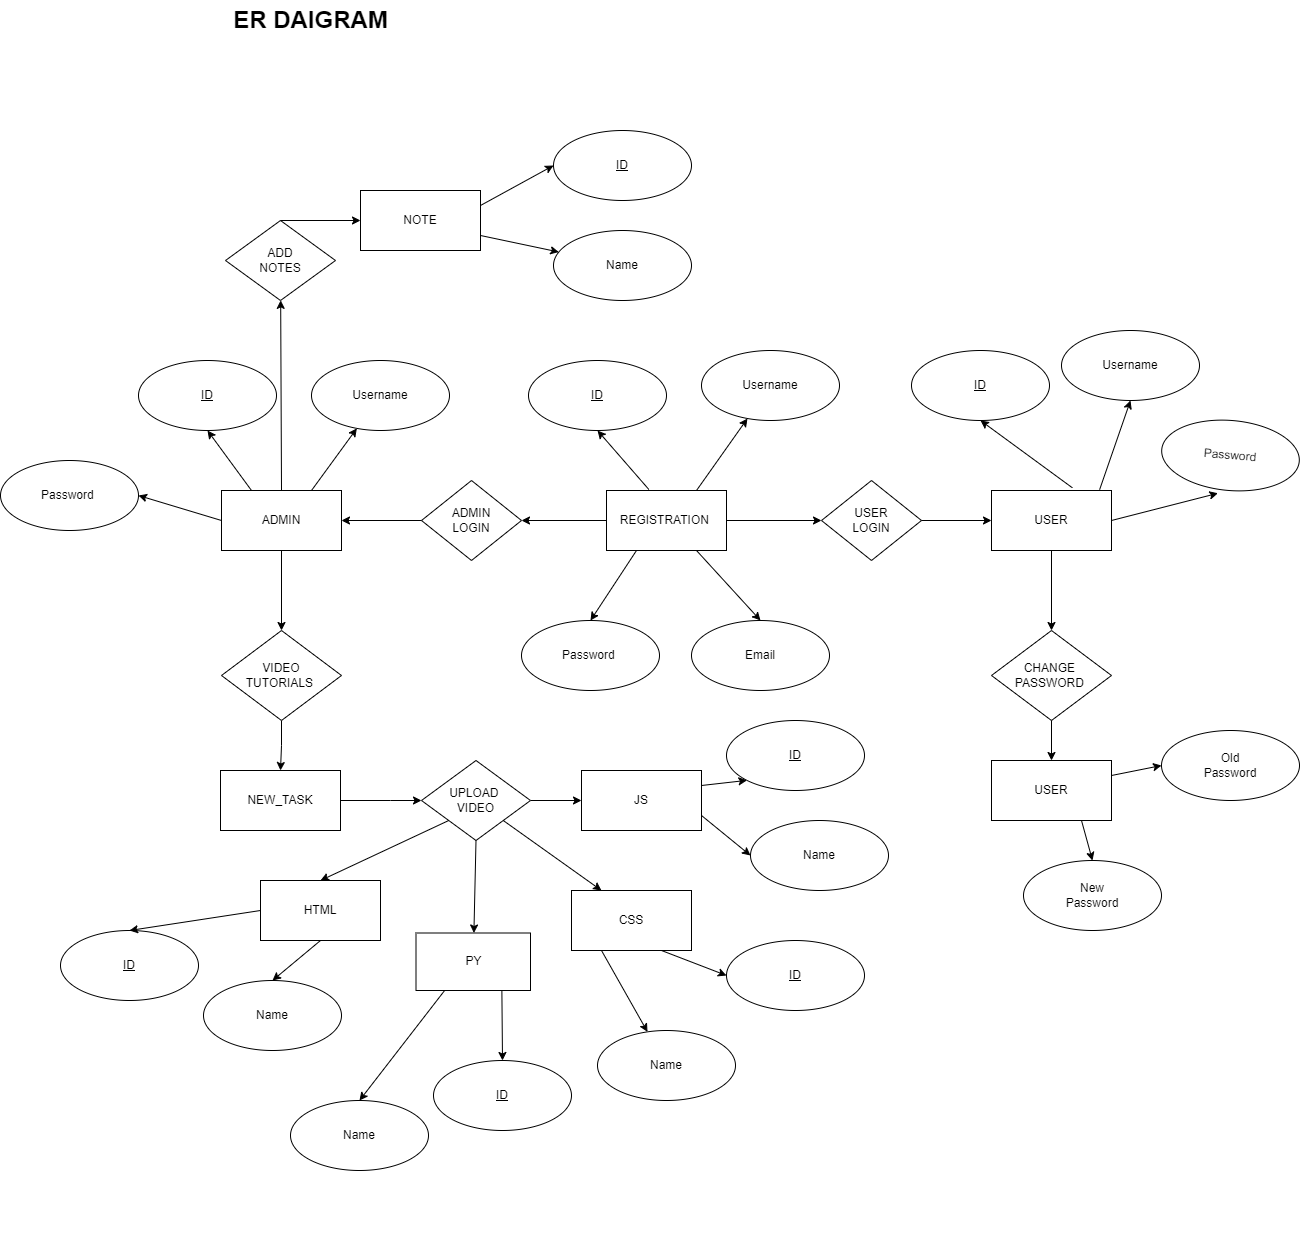 ER DAIGRAM
ID
NOTE
ADD
NOTES
Name
ID
Username
ID
Username
ID
Username
Password
Password
ADMIN
ADMIN
LOGIN
REGISTRATION
USER
LOGIN
USER
VIDEO
TUTORIALS
Password
Email
CHANGE
PASSWORD
ID
Old
Password
NEW_TASK
UPLOAD
VIDEO
JS
USER
Name
New
Password
HTML
CSS
PY
ID
ID
Name
Name
ID
Name